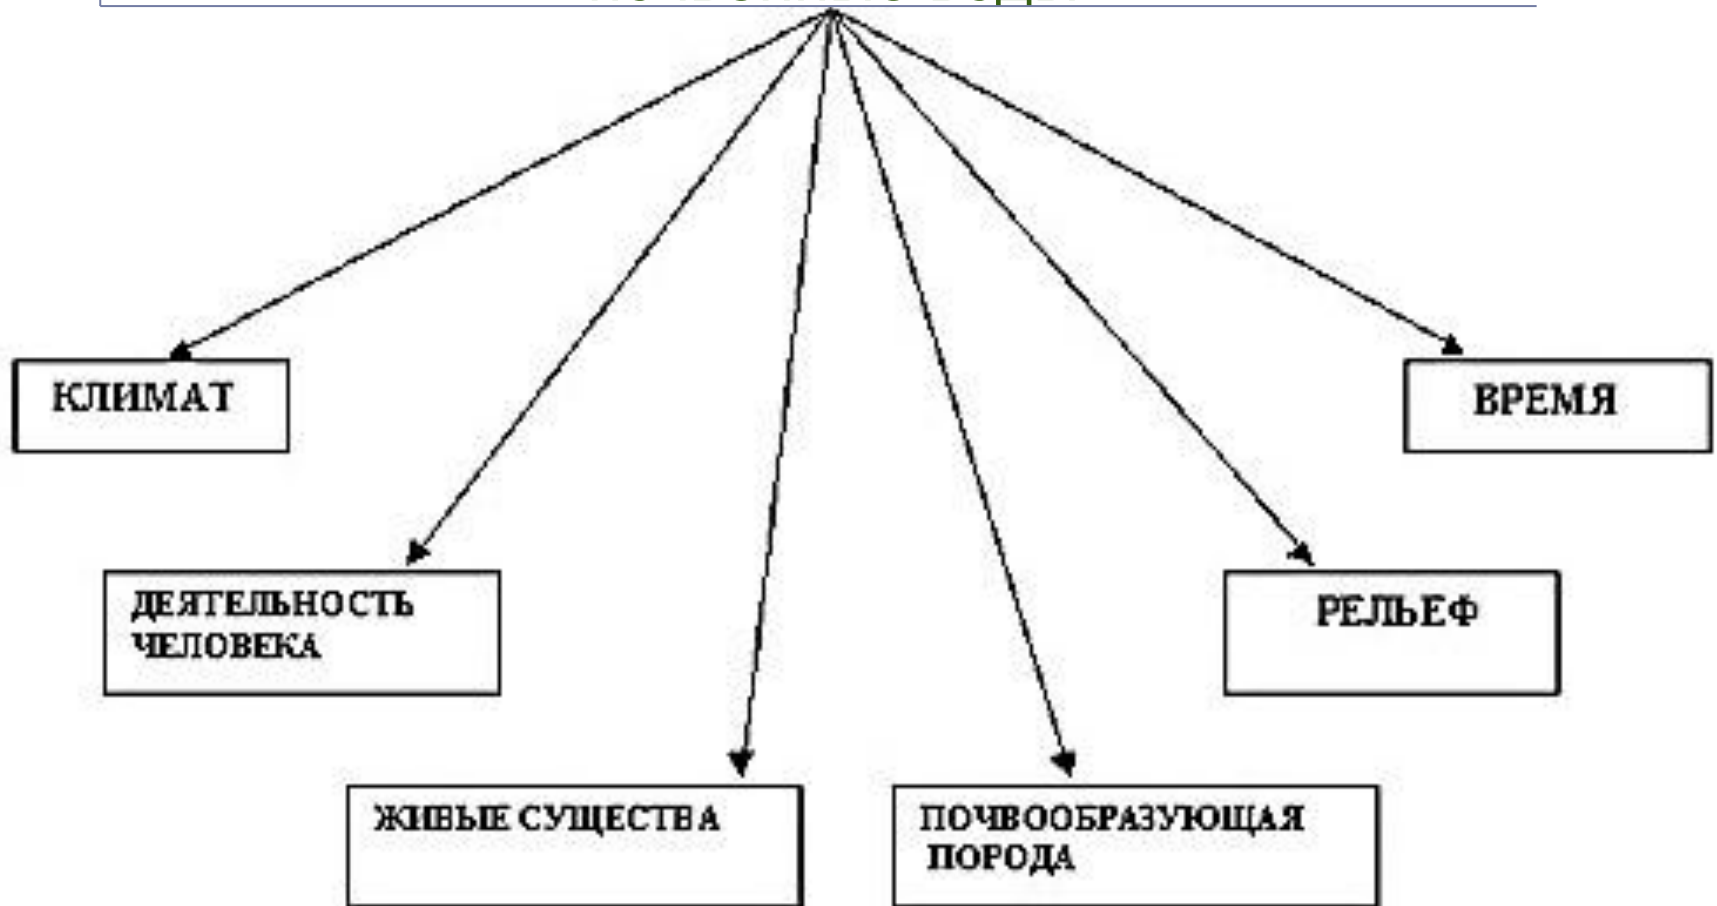 КЛИМАТ
ВРЕМЯ
ДЕЯТЕЛЬНОСТЬ
ЧЕЛОВЕКА
РЕЛЬЕФ
ЖИВЫЕ СУЩЕСТВА
ПОЧВООБРАЗУЮЩАЯ
ПОРОДА